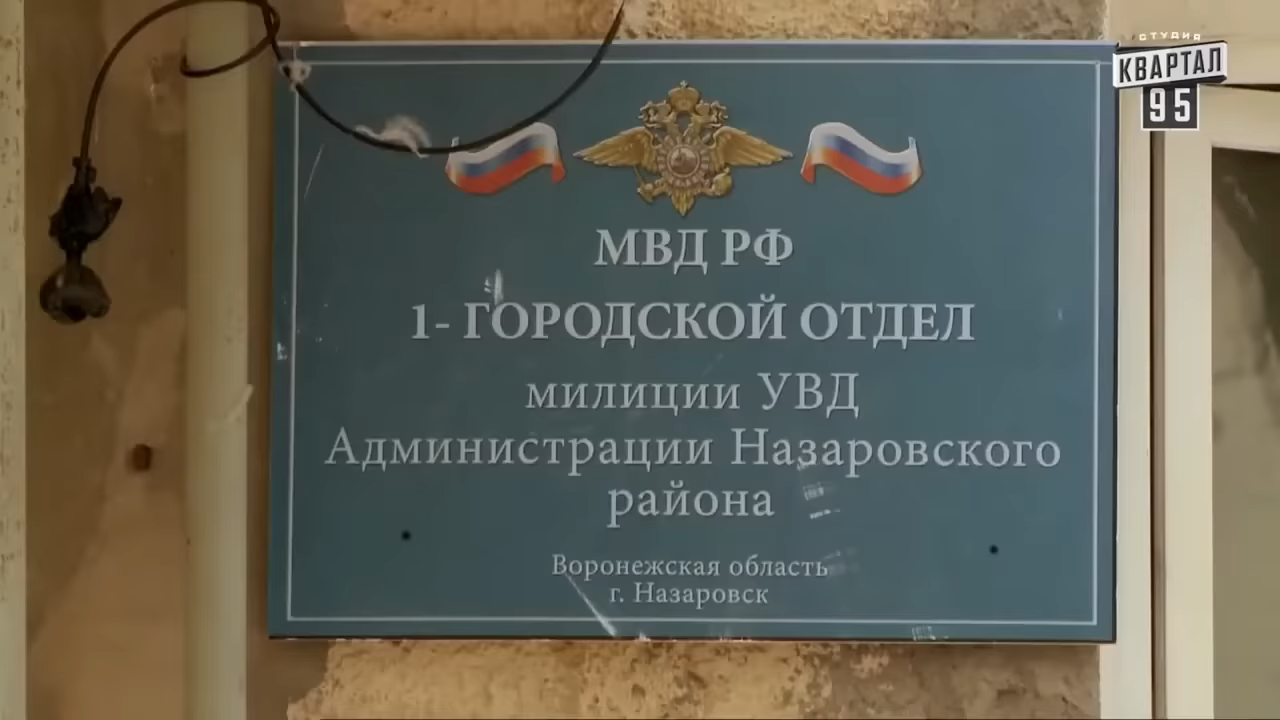 СТУДИЯ
КВАРТАЛ
95
МВД РФ
1- ГОРОДСКОЙ ОТДЕЛ
милиции УВД
Администрации Назаровского
района
Воронежская область
г. Назаровск